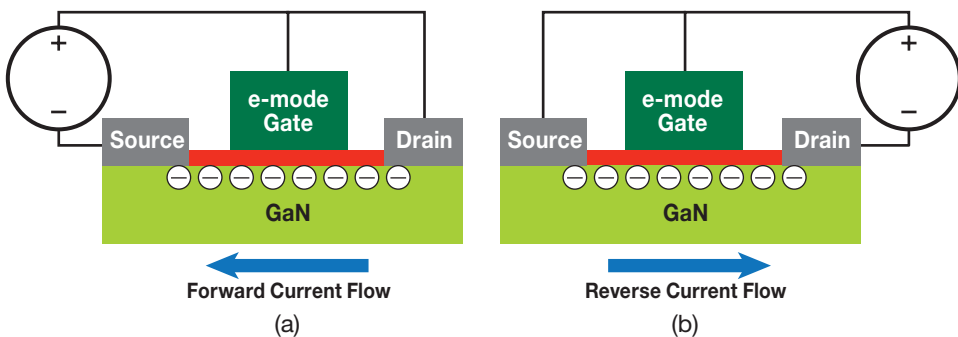 +
−
e-mode
Gate
Source
Drain
− − − − − − − −
GaN
Forward Current Flow
(a)
+
−
e-mode
Gate
Source
Drain
− − − − − − − −
GaN
Reverse Current Flow
(b)